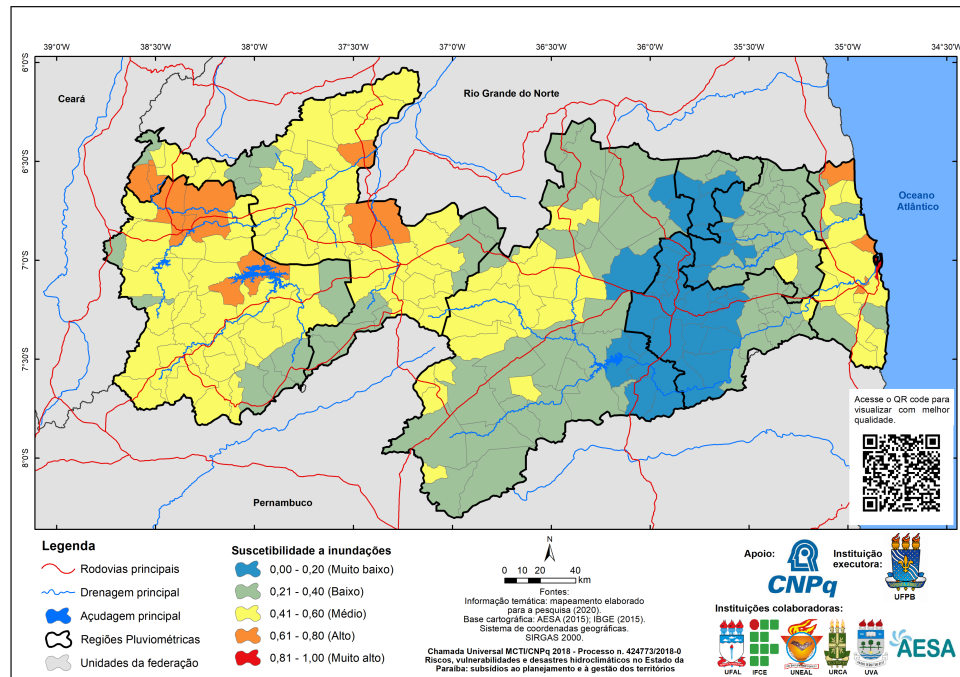 39°0'W 38°30'W 38°0'W 37°30'W 37°0'W 36°30'W 36°0'W 35°30'W 35°0'W 34°30'W
6°0'S
6°30'S
7°0'S
7°30'S
8°0'S
Ceará
Rio Grande do Norte
Oceano
Atlântico
Pernambuco
Acesse o QR code para
visualizar com melhor
qualidade.
Legenda
Rodovias principais
Drenagem principal
Açudagem principal
Regiões Pluviométricas
Unidades da federação
Suscetibilidade a inundações
0,00 - 0,20 (Muito baixo)
0,21 - 0,40 (Baixo)
0,41 - 0,60 (Médio)
0,61 - 0,80 (Alto)
0,81 - 1,00 (Muito alto)
N
0 10 20 40
km
Fontes:
Informação temática: mapeamento elaborado
para a pesquisa (2020).
Base cartográfica: AESA (2015); IBGE (2015).
Sistema de coordenadas geográficas.
SIRGAS 2000.
Chamada Universal MCTI/CNPq 2018 - Processo n. 424773/2018-0
Riscos, vulnerabilidades e desastres hidroclimáticos no Estado da
Paraíba: subsídios ao planejamento e à gestão dos territórios
Apoio:
CNPq
Instituição
executora:
UFPB
Instituições colaboradoras:
UFAL
IFCE
UNEAL
URCA
UVA
AESA